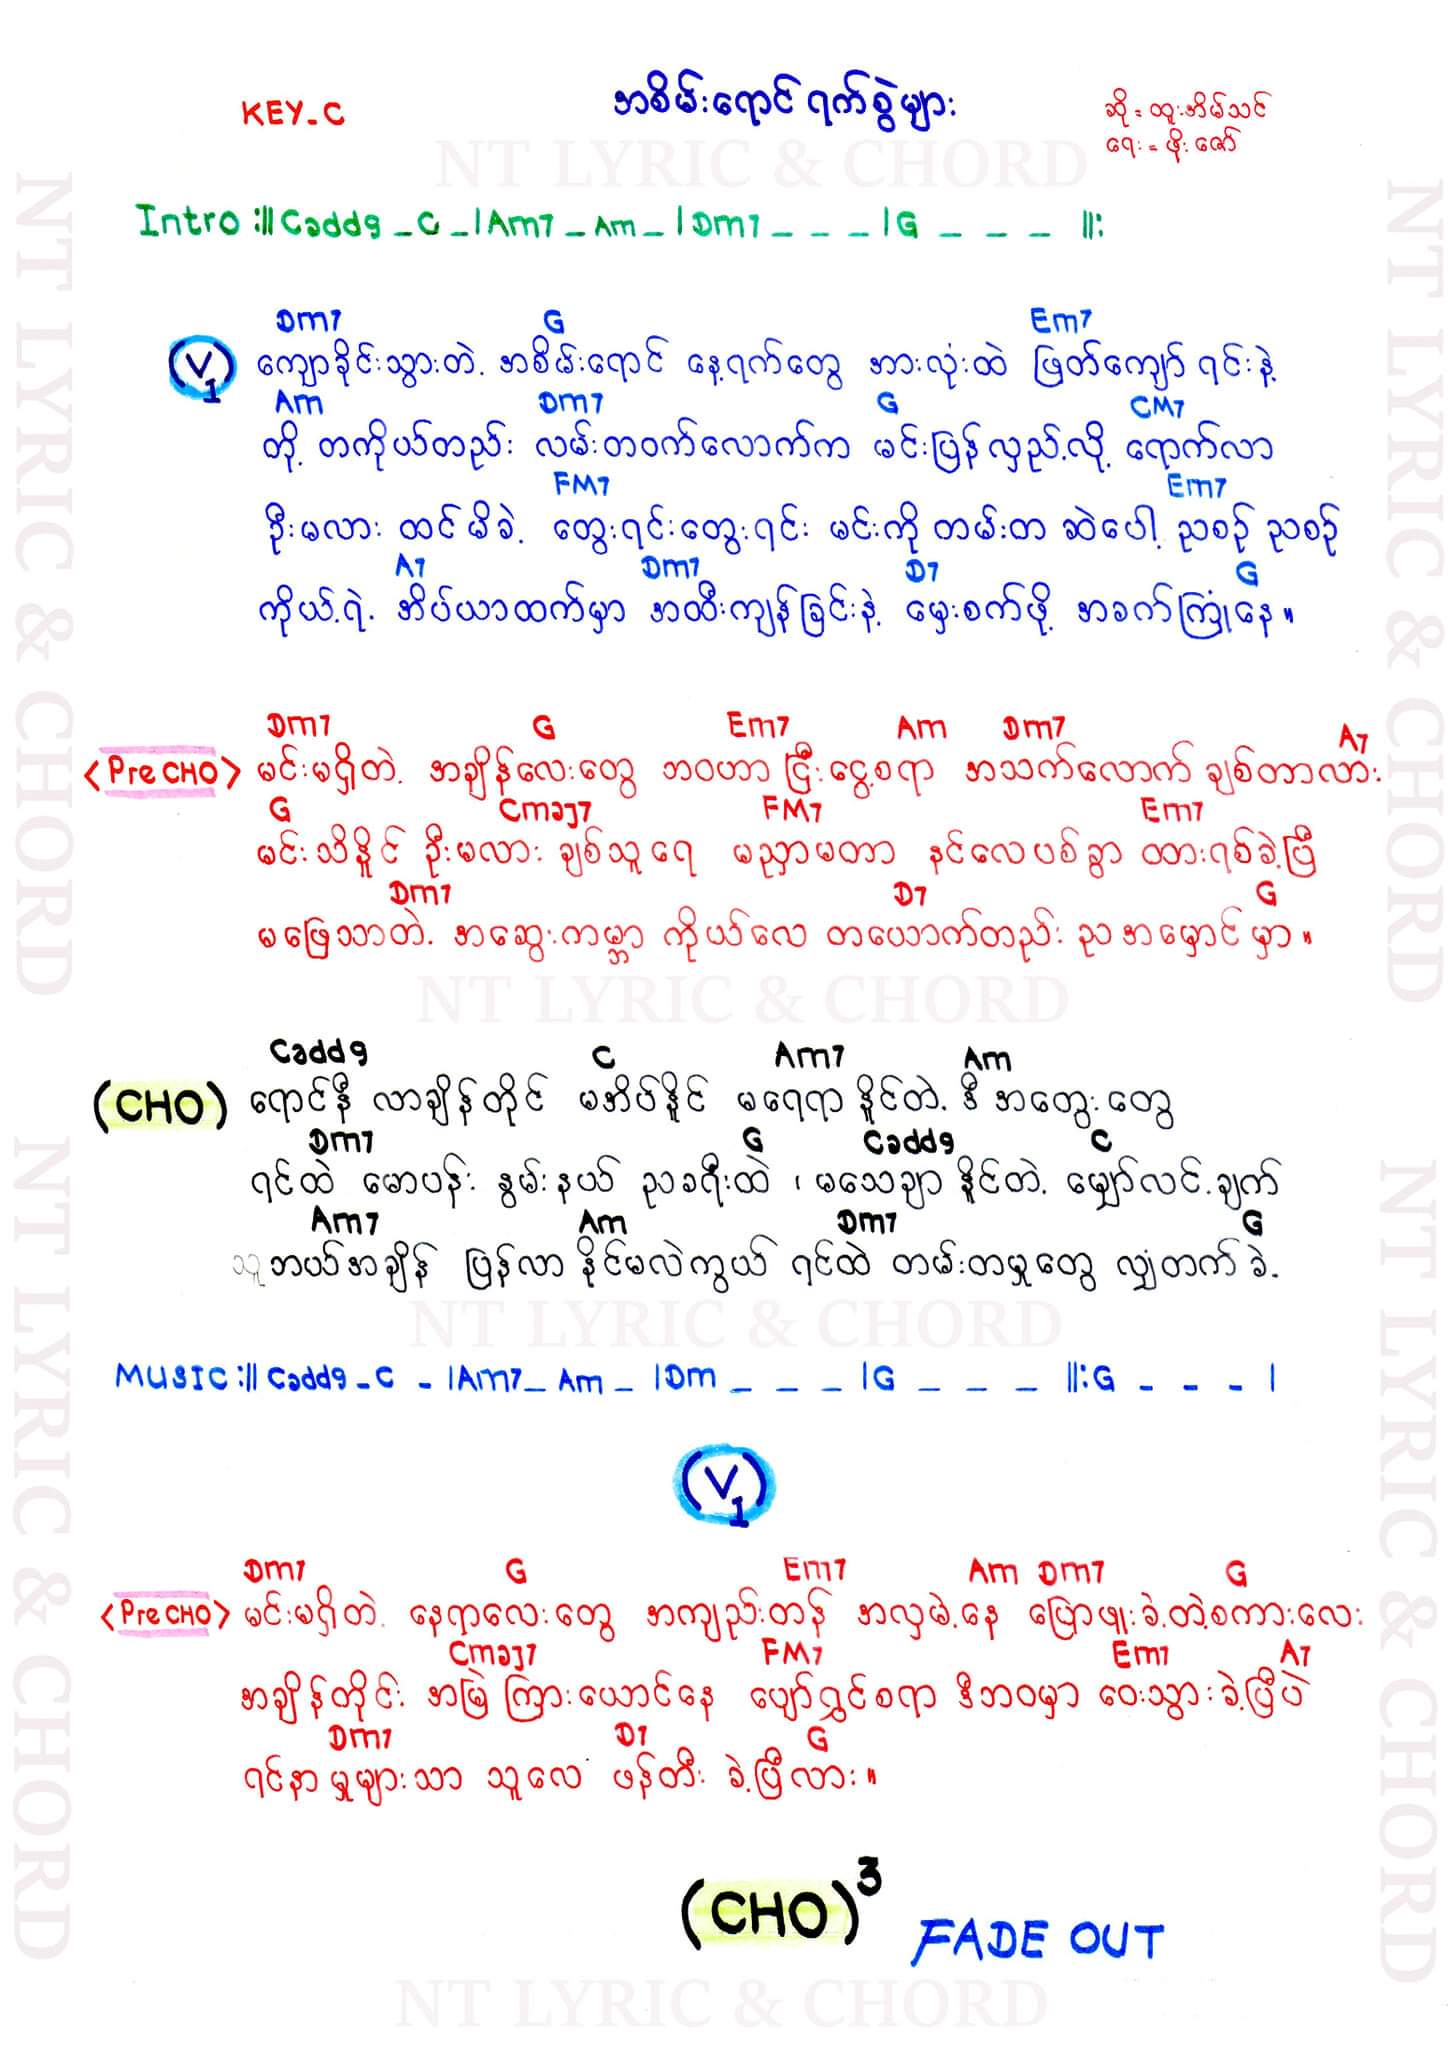 KEY_C
အစိမ်းရောင် ရက်စွဲများ
ဆို = ထူးအိမ်သင်
ရေး = ဖိုးဇော်
NT LYRIC & CHORD
Intro :|| Cadd9 _ C _ | Am7 _ Am _ | Dm7 _ _ _ | G _ _ _ ||:
Dm7 G Em7
(V1) ကျောခိုင်းသွားတဲ့ အစိမ်းရောင် နေ့ရက်တွေ အားလုံးထဲ ဖြတ်ကျော် ရင်းနဲ့
Am Dm7 G CM7
တို့ တကိုယ်တည်း လမ်းတဝက်လောက်က မင်းပြန်လှည့်လို့ ရောက်လာ
FM7 Em7
ဦးမလား ထင်မိခဲ့ တွေးရင်းတွေးရင်း မင်းကို တမ်းတ ဆဲပေါ့ ညစဉ် ညစဉ်
A7 Dm7 D7 G
ကိုယ့်ရဲ့ အိပ်ယာထက်မှာ အထီးကျန်ခြင်းနဲ့ မှေးစက်ဖို့ အခက်ကြုံနေ။
Dm7 G Em7 Am Dm7 A7
<Pre CHO> မင်းမရှိတဲ့ အချိန်လေးတွေ ဘဝဟာ ငြီးငွေ့စရာ အသက်လောက် ချစ်တာလား
G Cmaj7 FM7 Em7
မင်းသိနိုင် ဦးမလား ချစ်သူရေ မညှာမတာ နင်လေပစ်ခွာ ထားရစ်ခဲ့ပြီ
Dm7 D7 G
မဖြေသာတဲ့ အဆွေးကမ္ဘာ ကိုယ်လေ တယောက်တည်း ညအမှောင်မှာ။
NT LYRIC & CHORD
Cadd9 C Am7 Am
(CHO) ရောင်နီ လာချိန်တိုင် မအိပ်နိုင် မရေရာနိုင်တဲ့ ဒီ အတွေးတွေ
Dm7 G Cadd9 C
ရင်ထဲ မောပန်း နွမ်းနယ် ညခရီးထဲ ၊ မသေချာ နိုင်တဲ့ မျှော်လင့်ချက်
Am7 Am Dm7 G
သူဘယ်အချိန် ပြန်လာ နိုင်မလဲကွယ် ရင်ထဲ တမ်းတမှုတွေ လျှံတက်ခဲ့
NT LYRIC & CHORD
MUSIC :|| Cadd9 _ C _ | Am7 _ Am _ | Dm _ _ _ | G _ _ _ ||: G _ _ _ |
(V1)
Dm7 G Em7 Am Dm7 G
<Pre CHO> မင်းမရှိတဲ့ နေရာလေးတွေ အကျည်းတန် အလှမဲ့နေ ပြောဖူးခဲ့တဲ့စကားလေး
Cmaj7 FM7 Em7 A7
အချိန်တိုင်း အမြဲ ကြားယောင်နေ ပျော်ရွှင်စရာ ဒီဘဝမှာ ဝေးသွားခဲ့ပြီပဲ
Dm7 D7 G
ရင်နာမှုများသာ သူလေ ဖန်တီး ခဲ့ပြီလား။
(CHO)³
FADE OUT
NT LYRIC & CHORD
NT LYRIC & CHORD
NT LYRIC & CHORD
NT LYRIC & CHORD
NT LYRIC & CHORD